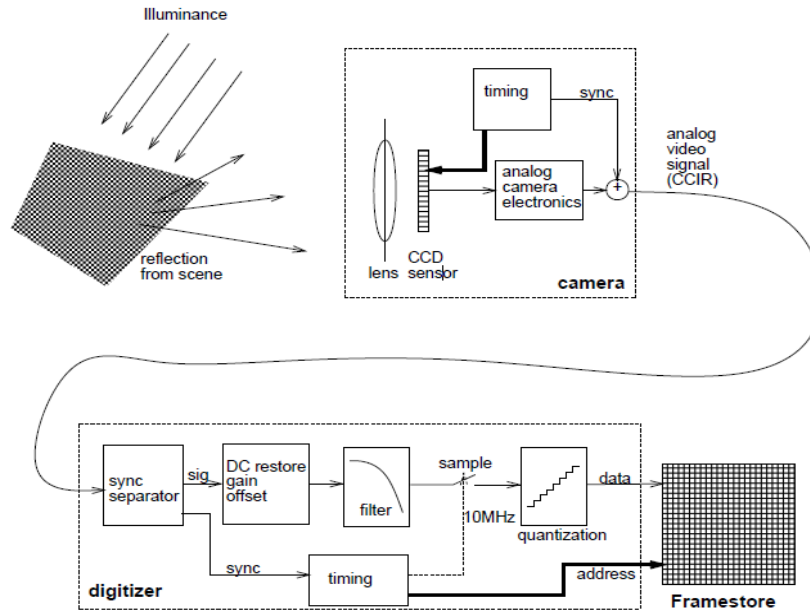 Illuminance
reflection
from scene
timing
sync
analog
camera
electronics
+
lens
CCD
sensor
camera
analog
video
signal
(CCIR)
sync
separator
sig
DC restore
gain
offset
filter
sample
10MHz
quantization
data
sync
timing
address
digitizer
Framestore